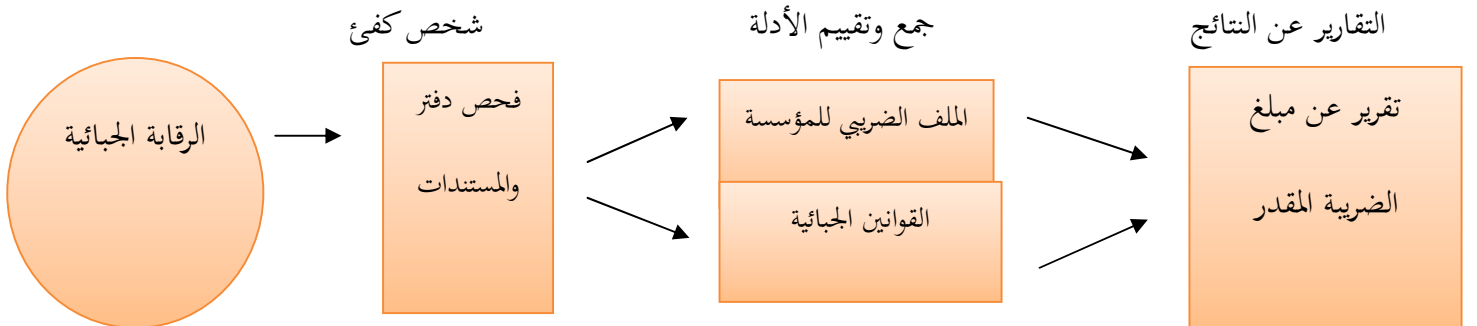 شخص كفئ
جمع وتقييم الأدلة
التقارير عن النتائج
الرقابة الجبائية
فحص دفتر
والمستندات
الملف الضريبي للمؤسسة
القوانين الجبائية
تقرير عن مبلغ
الضريبة المقدر